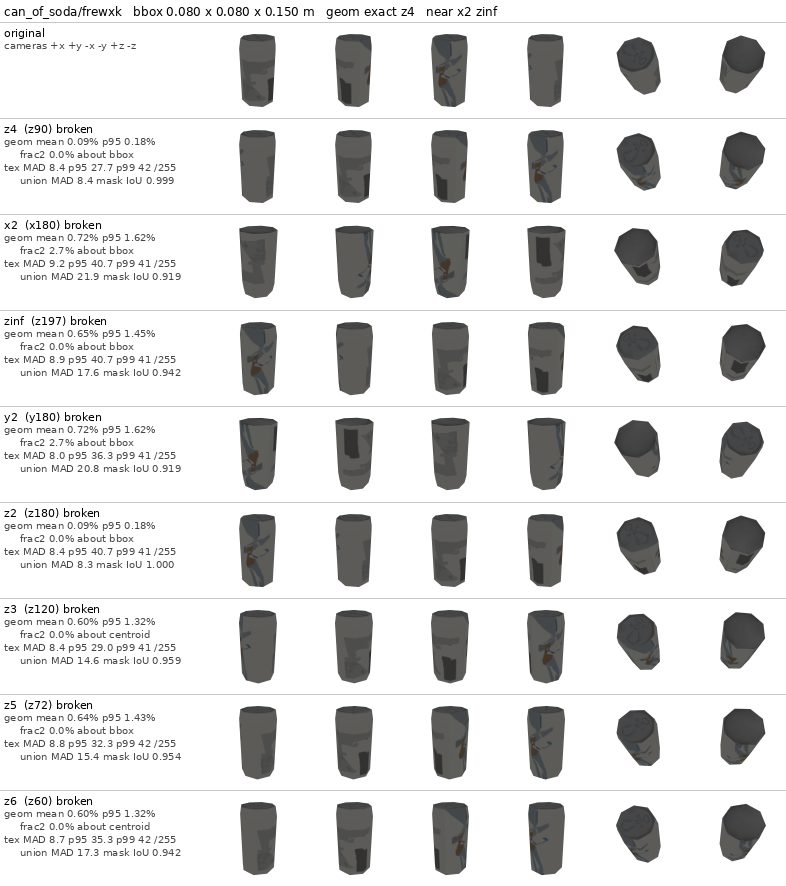 can_of_soda/frewxk bbox 0.080 x 0.080 x 0.150 m geom exact z4 near x2 zinf
original
cameras +x +y -x -y +z -z
z4 (z90) broken
geom mean 0.09% p95 0.18%
frac2 0.0% about bbox
tex MAD 8.4 p95 27.7 p99 42 /255
union MAD 8.4 mask IoU 0.999
x2 (x180) broken
geom mean 0.72% p95 1.62%
frac2 2.7% about bbox
tex MAD 9.2 p95 40.7 p99 41 /255
union MAD 21.9 mask IoU 0.919
zinf (z197) broken
geom mean 0.65% p95 1.45%
frac2 0.0% about bbox
tex MAD 8.9 p95 40.7 p99 41 /255
union MAD 17.6 mask IoU 0.942
y2 (y180) broken
geom mean 0.72% p95 1.62%
frac2 2.7% about bbox
tex MAD 8.0 p95 36.3 p99 41 /255
union MAD 20.8 mask IoU 0.919
z2 (z180) broken
geom mean 0.09% p95 0.18%
frac2 0.0% about bbox
tex MAD 8.4 p95 40.7 p99 41 /255
union MAD 8.3 mask IoU 1.000
z3 (z120) broken
geom mean 0.60% p95 1.32%
frac2 0.0% about centroid
tex MAD 8.4 p95 29.0 p99 41 /255
union MAD 14.6 mask IoU 0.959
z5 (z72) broken
geom mean 0.64% p95 1.43%
frac2 0.0% about bbox
tex MAD 8.8 p95 32.3 p99 42 /255
union MAD 15.4 mask IoU 0.954
z6 (z60) broken
geom mean 0.60% p95 1.32%
frac2 0.0% about centroid
tex MAD 8.7 p95 35.3 p99 42 /255
union MAD 17.3 mask IoU 0.942